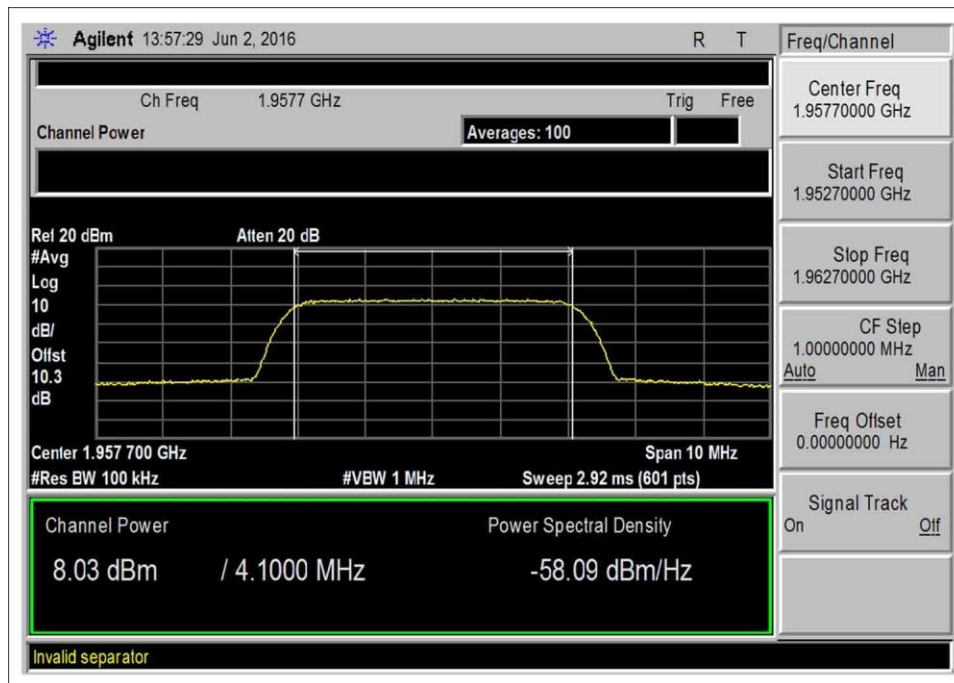 Agilent 13:57:29 Jun 2, 2016 R T
Freq/Channel
Ch Freq 1.9577 GHz Trig Free
Channel Power Averages: 100
Center Freq
1.95770000 GHz
Start Freq
1.95270000 GHz
Stop Freq
1.96270000 GHz
CF Step
1.00000000 MHz
Auto Man
Freq Offset
0.00000000 Hz
Signal Track
On Off
Ref 20 dBm Atten 20 dB
#Avg
Log
10
dB/
Offst
10.3
dB
Center 1.957 700 GHz Span 10 MHz
#Res BW 100 kHz #VBW 1 MHz Sweep 2.92 ms (601 pts)
Channel Power Power Spectral Density
8.03 dBm / 4.1000 MHz -58.09 dBm/Hz
Invalid separator